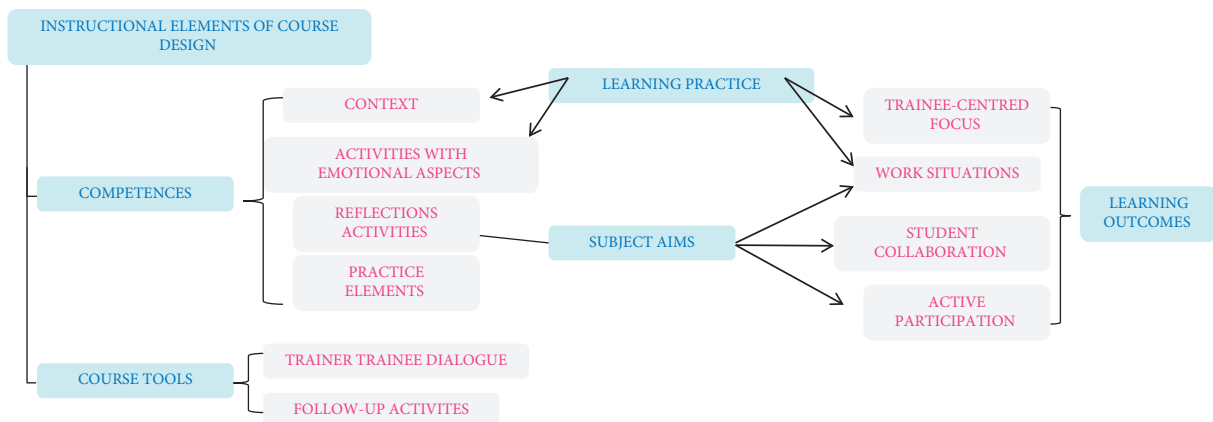 INSTRUCTIONAL ELEMENTS OF COURSE
DESIGN
LEARNING PRACTICE
CONTEXT
TRAINEE-CENTRED
FOCUS
ACTIVITIES WITH
EMOTIONAL ASPECTS
WORK SITUATIONS
COMPETENCES
LEARNING
OUTCOMES
REFLECTIONS
ACTIVITIES
SUBJECT AIMS
STUDENT
COLLABORATION
PRACTICE
ELEMENTS
ACTIVE
PARTICIPATION
TRAINER TRAINEE DIALOGUE
COURSE TOOLS
FOLLOW-UP ACTIVITES